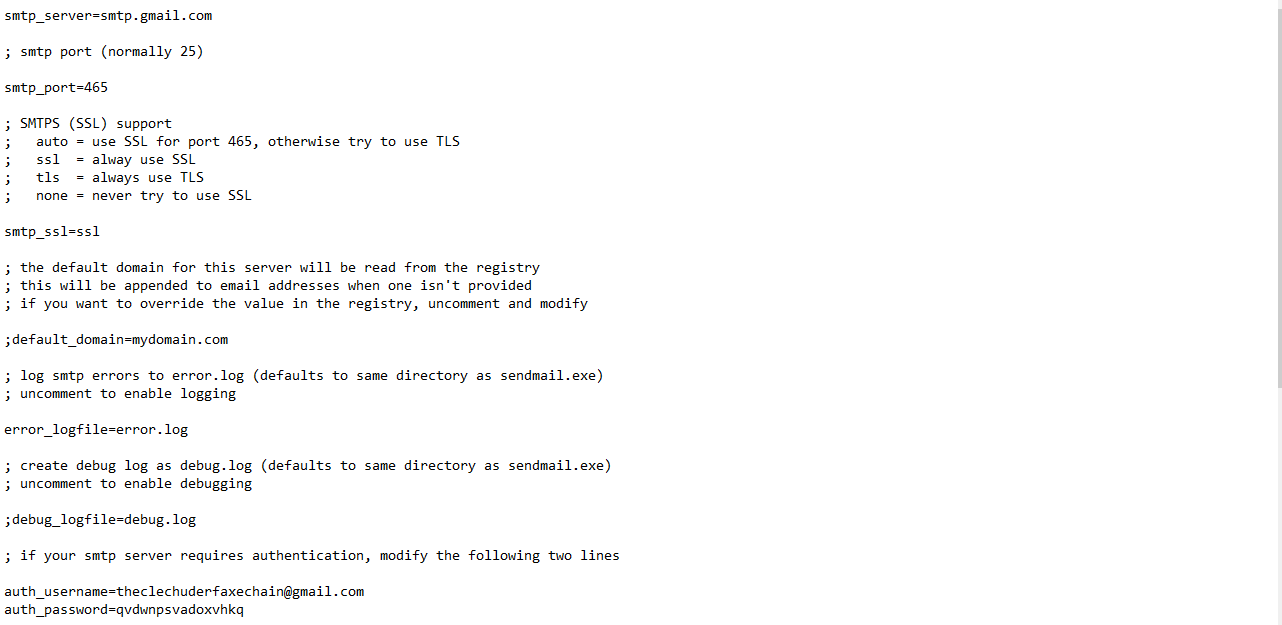 smtp_server=smtp.gmail.com
; smtp port (normally 25)
smtp_port=465
; SMTPS (SSL) support
;   auto = use SSL for port 465, otherwise try to use TLS
;   ssl  = alway use SSL
;   tls  = always use TLS
;   none = never try to use SSL
smtp_ssl=ssl
; the default domain for this server will be read from the registry
; this will be appended to email addresses when one isn't provided
; if you want to override the value in the registry, uncomment and modify
;default_domain=mydomain.com
; log smtp errors to error.log (defaults to same directory as sendmail.exe)
; uncomment to enable logging
error_logfile=error.log
; create debug log as debug.log (defaults to same directory as sendmail.exe)
; uncomment to enable debugging
;debug_logfile=debug.log
; if your smtp server requires authentication, modify the following two lines
auth_username=theclechuderfaxechain@gmail.com
auth_password=qvdwnpsvadoxvhkq